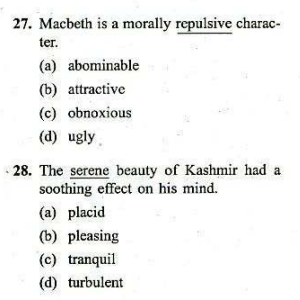 27. Macbeth is a morally repulsive charac-
ter.
(a) abominable
(b) attractive
(c) obnoxious
(d) ugly
28. The serene beauty of Kashmir had a
soothing effect on his mind.
(a) placid
(b) pleasing
(c) tranquil
(d) turbulent